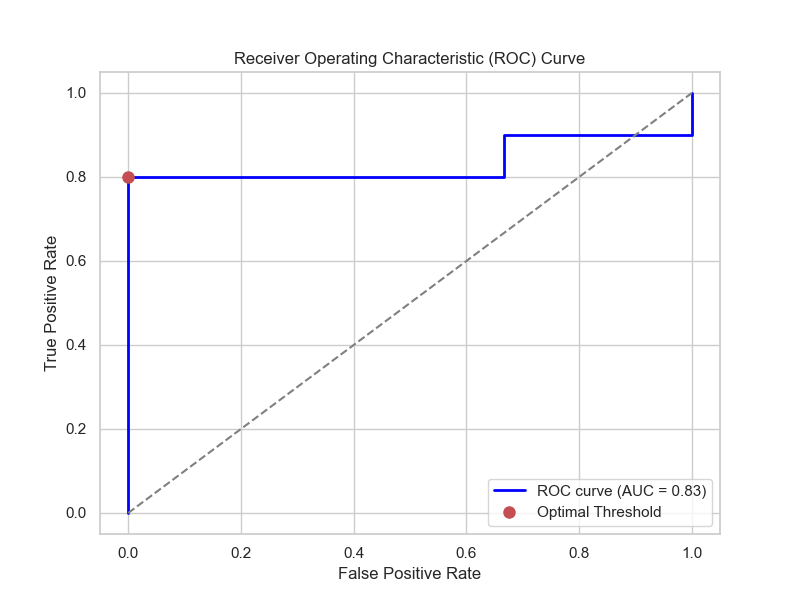 Receiver Operating Characteristic (ROC) Curve
1.0
0.8
0.6
0.4
0.2
0.0
True Positive Rate
0.0 0.2 0.4 0.6 0.8 1.0
False Positive Rate
ROC curve (AUC = 0.83)
Optimal Threshold